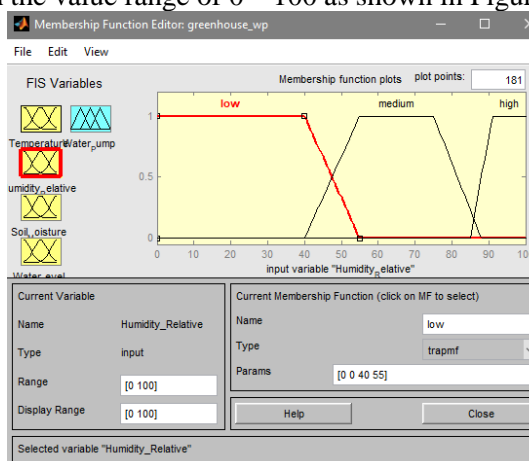 the value range of 0 - 100 as shown in Figu
Membership Function Editor: greenhouse_wp
File Edit View
FIS Variables
Membership function plots plot points: 181
low medium high
Temperature Water_pump
umidity_elative
Soil_oisture
1
0.5
0
0 10 20 30 40 50 60 70 80 90 10
input variable "Humidity_Relative"
Current Variable
Name Humidity_Relative
Type input
Range [0 100]
Display Range [0 100]
Current Membership Function (click on MF to select)
Name low
Type trapmf
Params [0 0 40 55]
Help Close
Selected variable "Humidity_Relative"